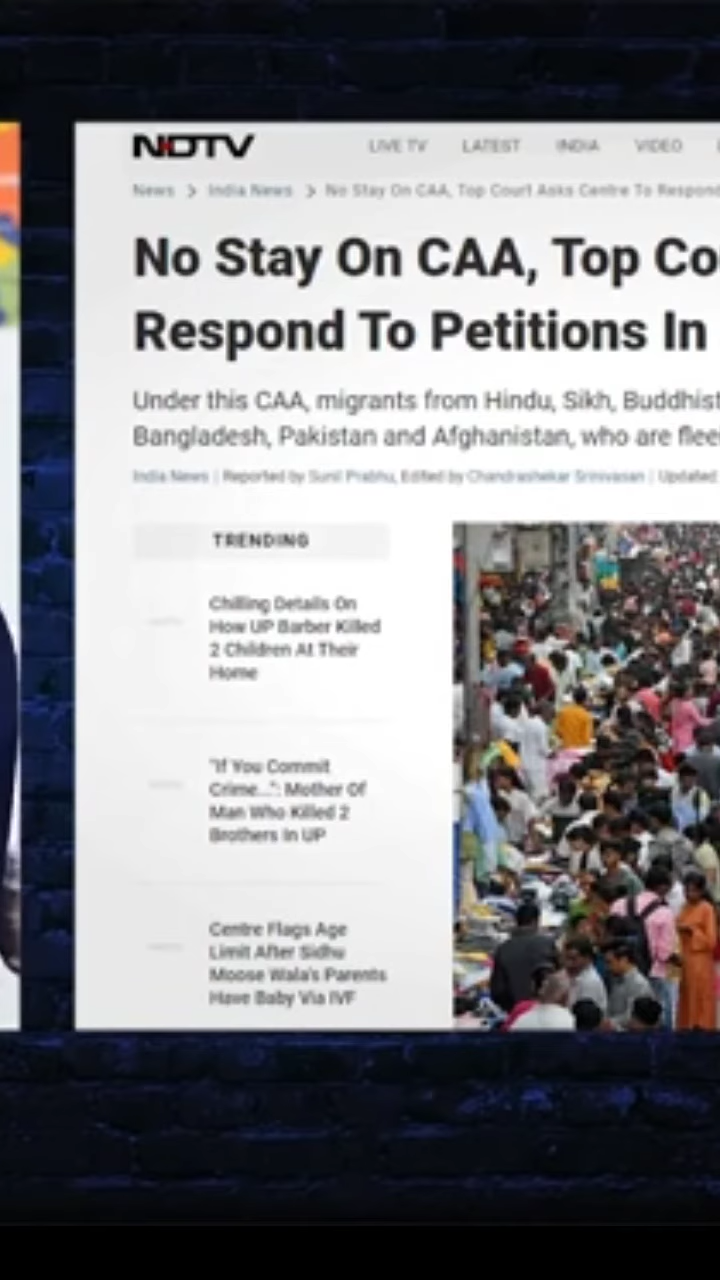 NDTV
LIVE TV LATEST INDIA VIDEO
News > India News > No Stay On CAA, Top Court Asks Centre To Respond
No Stay On CAA, Top Co
Respond To Petitions In
Under this CAA, migrants from Hindu, Sikh, Buddhist
Bangladesh, Pakistan and Afghanistan, who are flee
India News | Reported by Sunil Prabhu, Edited by Chandrashekar Srinivasan | Updated
TRENDING
Chilling Details On
How UP Barber Killed
2 Children At Their
Home
"If You Commit
Crime...": Mother Of
Man Who Killed 2
Brothers In UP
Centre Flags Age
Limit After Sidhu
Moose Wala's Parents
Have Baby Via IVF